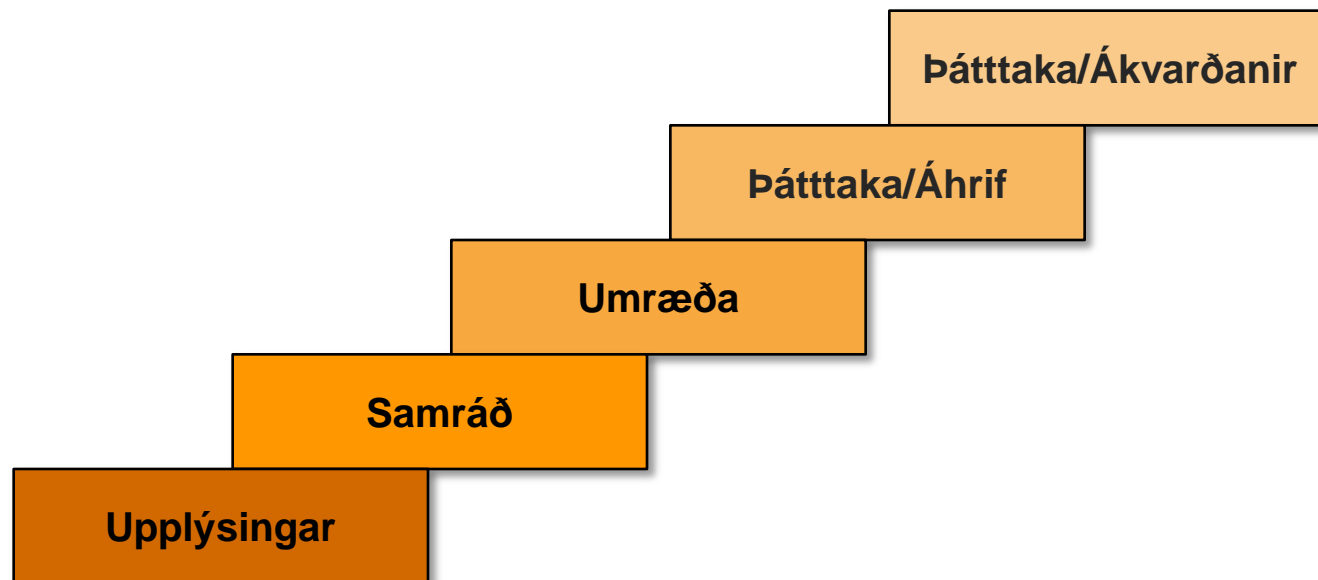 Þátttaka/Ákvarðanir
Þátttaka/Áhrif
Umræða
Samráð
Upplýsingar